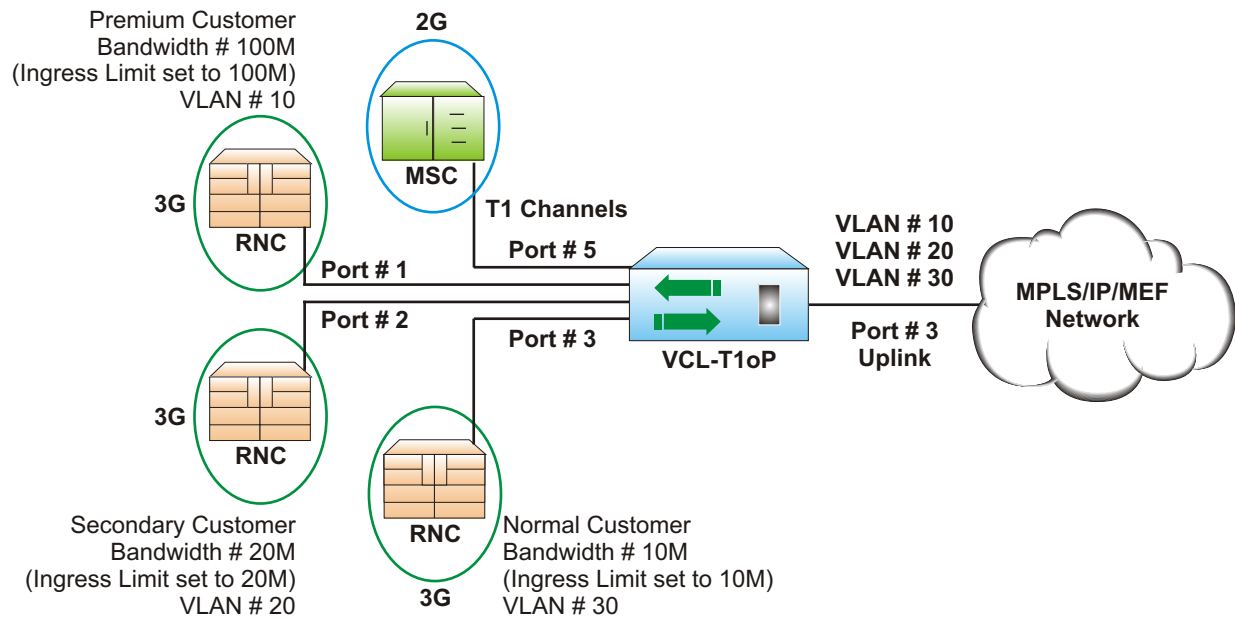 Premium Customer
Bandwidth # 100M
(Ingress Limit set to 100M)
VLAN # 10
2G
MSC
3G
RNC
T1 Channels
Port # 5
Port # 1
Port # 2
Port # 3
VCL-T1oP
VLAN # 10
VLAN # 20
VLAN # 30
Port # 3
Uplink
MPLS/IP/MEF
Network
3G
RNC
Secondary Customer
Bandwidth # 20M
(Ingress Limit set to 20M)
VLAN # 20
RNC
3G
Normal Customer
Bandwidth # 10M
(Ingress Limit set to 10M)
VLAN # 30